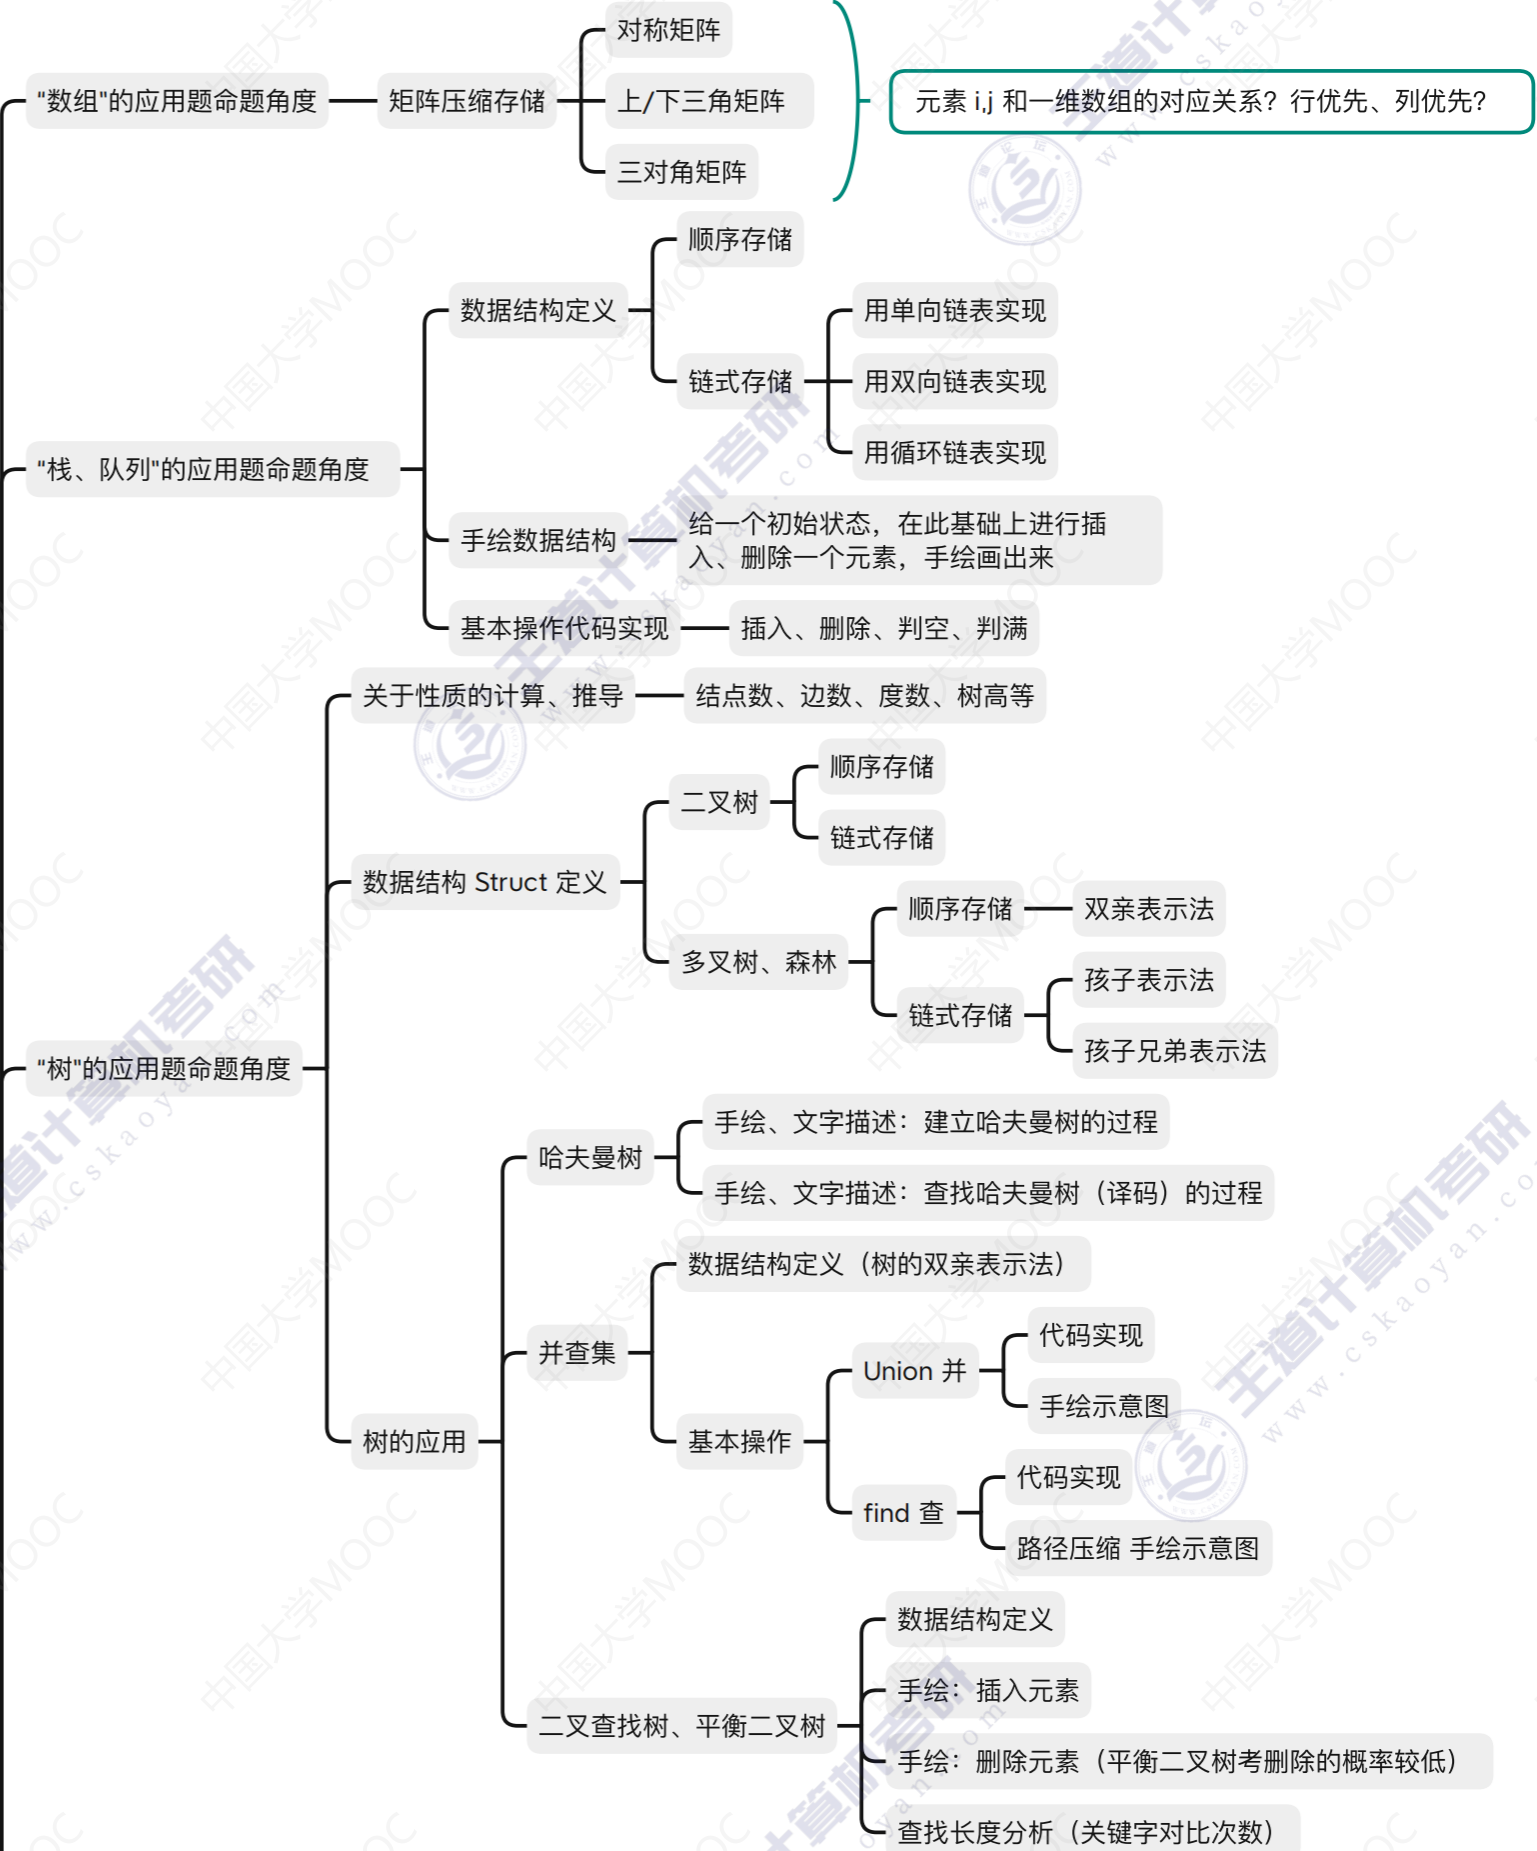 对称矩阵
"数组"的应用题命题角度
矩阵压缩存储
上/下三角矩阵
元素 i,j 和一维数组的对应关系？行优先、列优先？
三对角矩阵
顺序存储
数据结构定义
用单向链表实现
链式存储
用双向链表实现
用循环链表实现
"栈、队列"的应用题命题角度
手绘数据结构
给一个初始状态，在此基础上进行插
入、删除一个元素，手绘画出来
基本操作代码实现
插入、删除、判空、判满
关于性质的计算、推导
结点数、边数、度数、树高等
顺序存储
二叉树
链式存储
数据结构 Struct 定义
顺序存储
双亲表示法
多叉树、森林
孩子表示法
链式存储
孩子兄弟表示法
"树"的应用题命题角度
手绘、文字描述：建立哈夫曼树的过程
哈夫曼树
手绘、文字描述：查找哈夫曼树（译码）的过程
数据结构定义（树的双亲表示法）
代码实现
并查集
Union 并
手绘示意图
树的应用
基本操作
代码实现
find 查
路径压缩 手绘示意图
数据结构定义
手绘：插入元素
二叉查找树、平衡二叉树
手绘：删除元素（平衡二叉树考删除的概率较低）
查找长度分析（关键字对比次数）
王道计算机考研
www.cskaoyan.com
中国大学MOOC